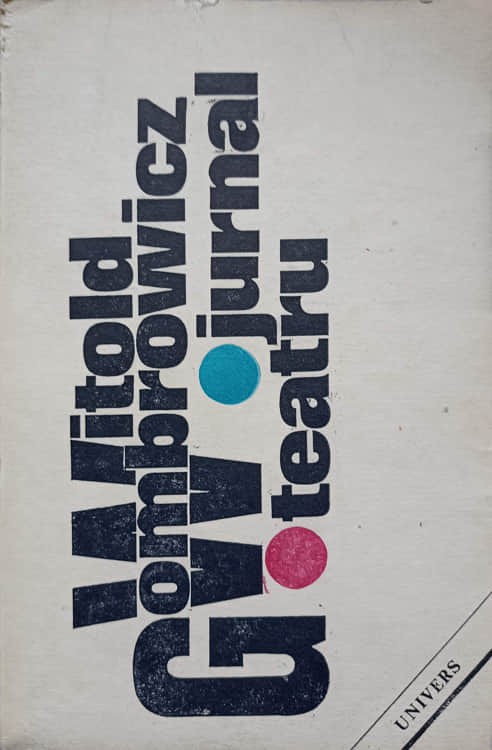 Witold
Gombrowicz
jurnal
teatru
UNIVERS